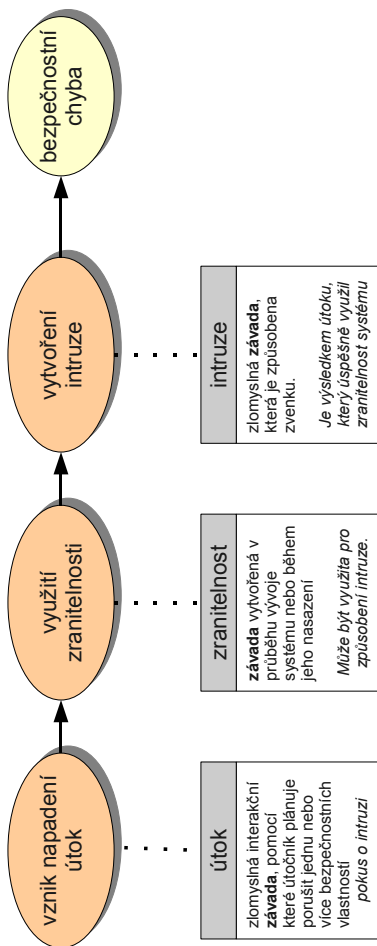 vznik napadení
útok
využití
zranitelnosti
vytvoření
intruze
bezpečnostní
chyba
útok
zlomyslná interakční
závada, pomocí
které útočník plánuje
porušit jednu nebo
více bezpečnostních
vlastností
pokus o intruzi
zranitelnost
závada vytvořená v
průběhu vývoje
systému nebo během
jeho nasazení
Může být využita pro
způsobení intruze.
intruze
zlomyslná závada,
která je způsobena
zvenku.
Je výsledkem útoku,
který úspěšně využil
zranitelnost systému